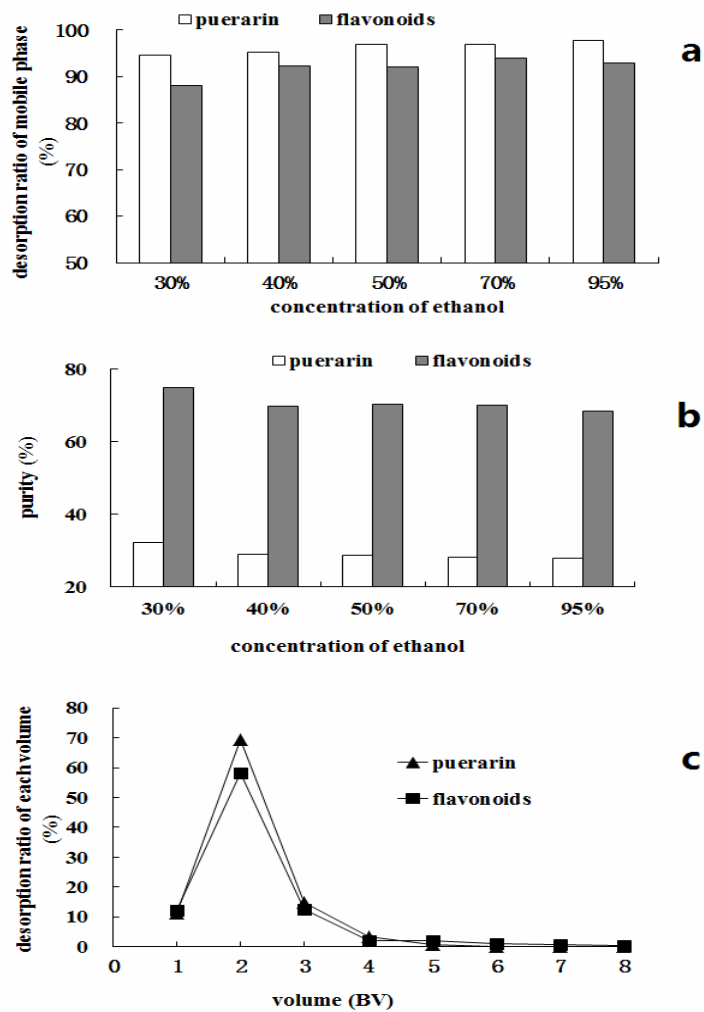 puerarin flavonoids
a
desorption ratio of mobile phase
(%)
100
90
80
70
60
50
30% 40% 50% 70% 95%
concentration of ethanol
puerarin flavonoids
b
purity (%)
80
60
40
20
30% 40% 50% 70% 95%
concentration of ethanol
c
desorption ratio of each volume
(%)
80
70
60
50
40
30
20
10
0
puerarin
flavonoids
0 1 2 3 4 5 6 7 8
volume (BV)